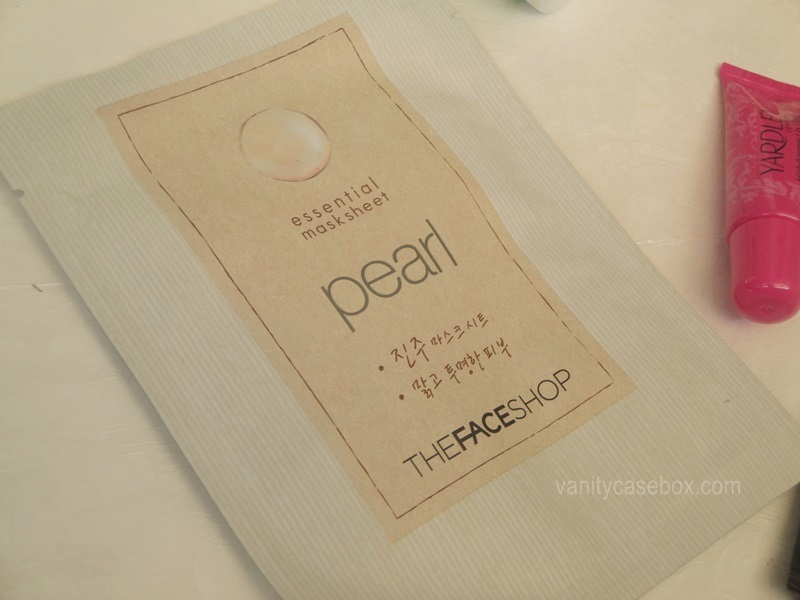 essential
masksheet
pearl
• 진주 마스크 시트
• 맑고 투명한 피부
THEFACESHOP
YARDLE
vanitycasebox.com